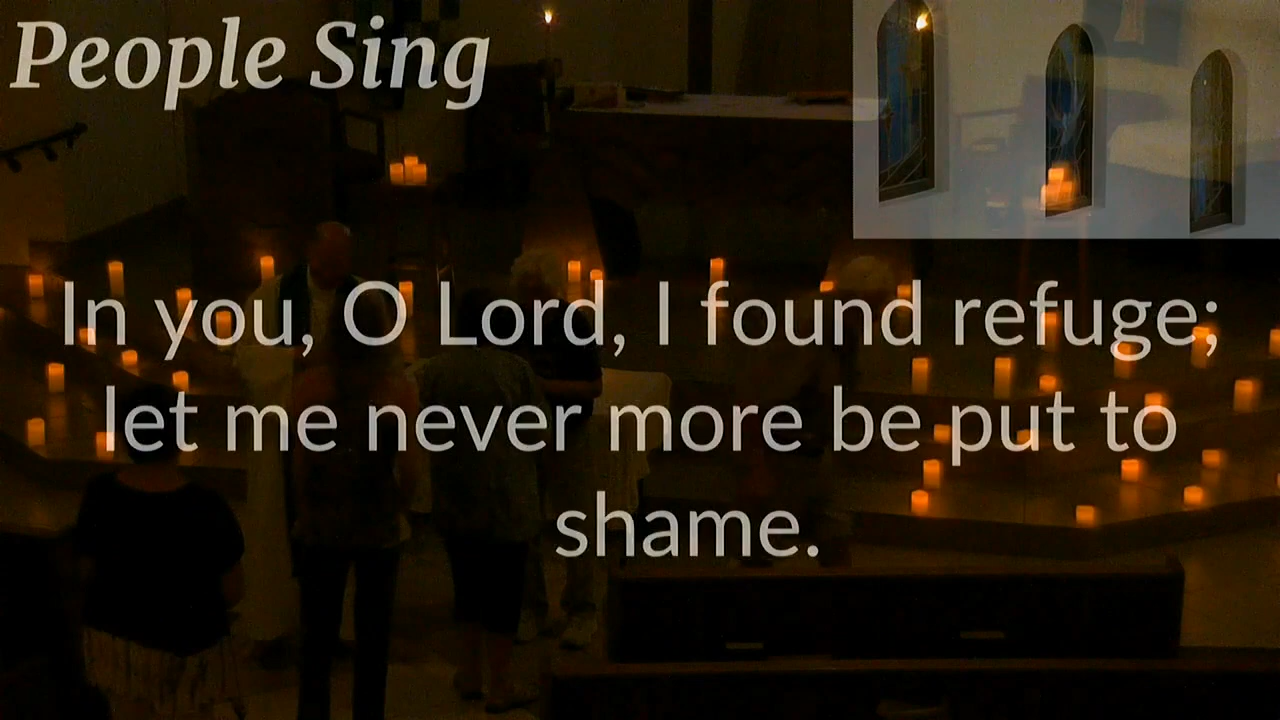 People Sing
In you, O Lord, I found refuge;
let me never more be put to
shame.